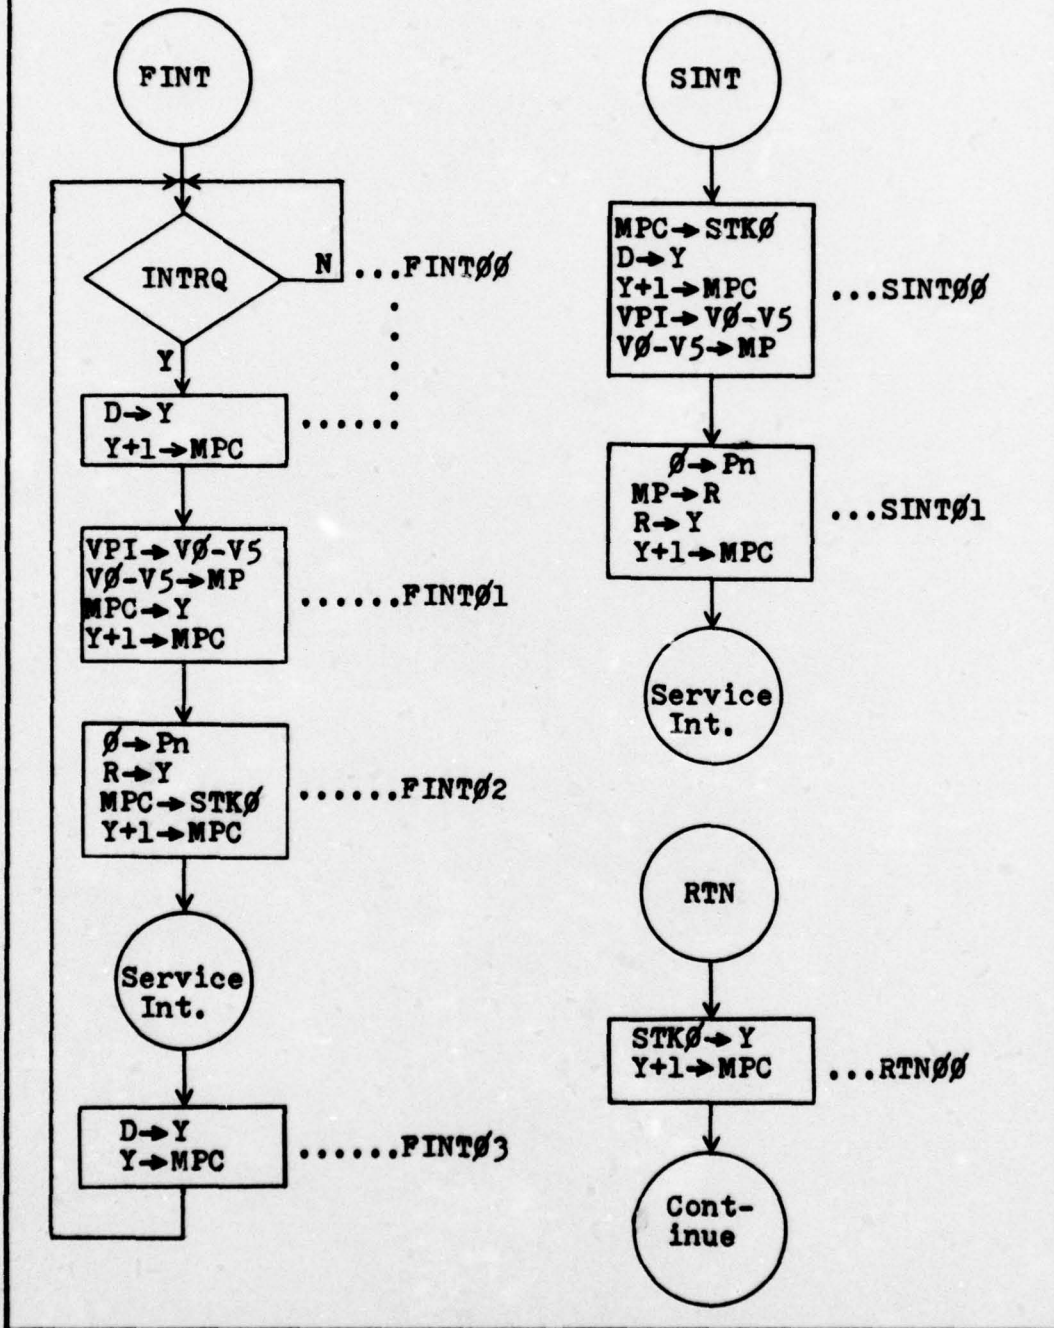 FINT
INTRQ
N
...FINTØØ
Y
D→Y
Y+1→MPC
......
VPI→VØ-V5
VØ-V5→MP
MPC→Y
Y+1→MPC
......FINTØ1
Ø→Pn
R→Y
MPC→STKØ
Y+1→MPC
......FINTØ2
Service
Int.
D→Y
Y→MPC
......FINTØ3
SINT
MPC→STKØ
D→Y
Y+1→MPC
VPI→VØ-V5
VØ-V5→MP
...SINTØØ
Ø→Pn
MP→R
R→Y
Y+1→MPC
...SINTØ1
Service
Int.
RTN
STKØ→Y
Y+1→MPC
...RTNØØ
Cont-
inue